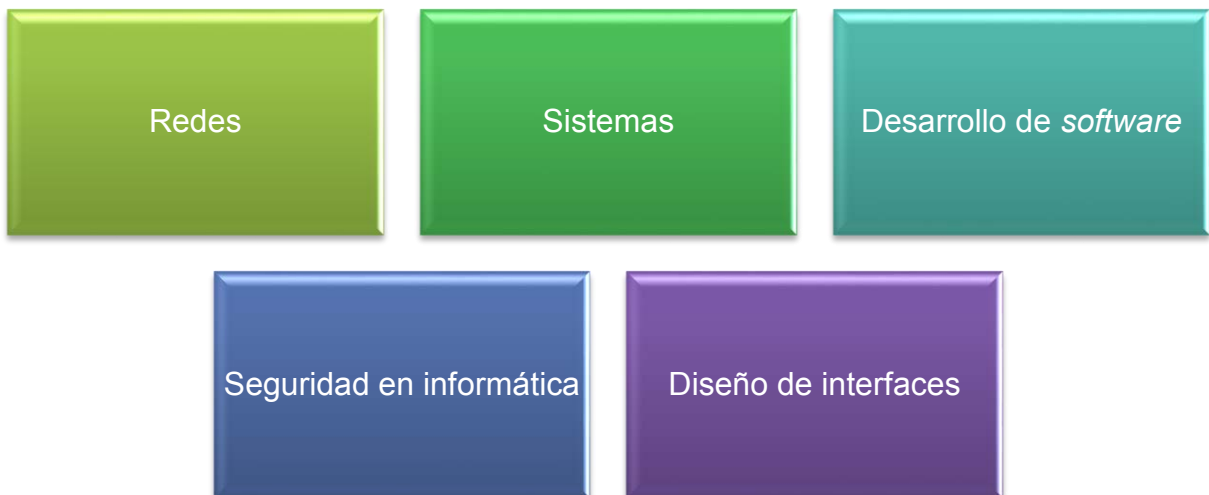 Redes
Sistemas
Desarrollo de software
Seguridad en informática
Diseño de interfaces